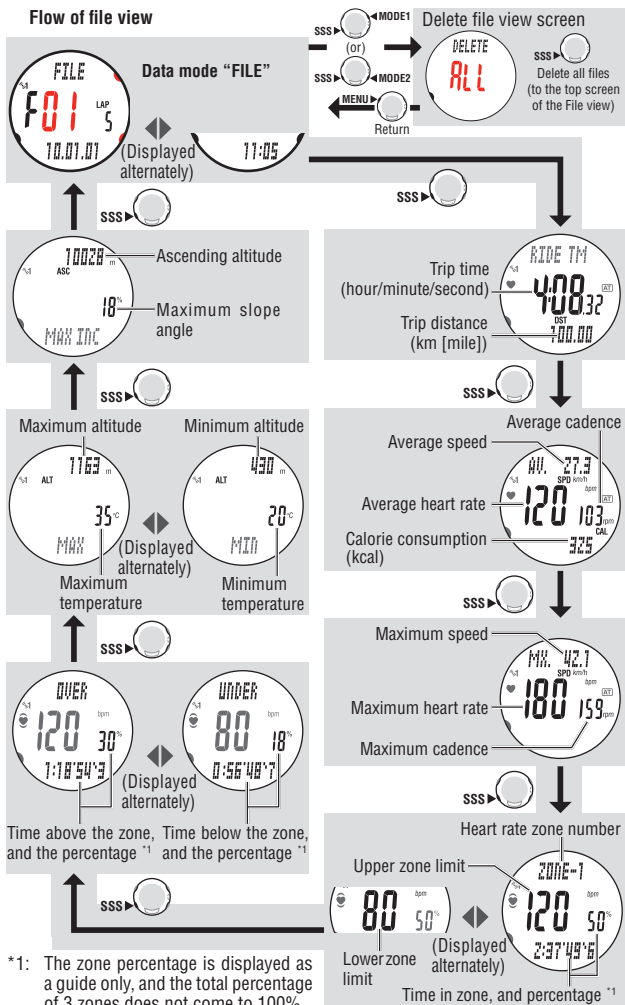 Flow of file view
Data mode “FILE”
FILE
F01
LAP
5
10.01.01
(Displayed
alternately)
11:05
SSS
MODE1
(or)
SSS
MODE2
MENU
Return
Delete file view screen
DELETE
ALL
SSS
Delete all files
(to the top screen
of the File view)
SSS
RIDE TM
4:08.32
AT
DST
100.00
Trip time
(hour/minute/second)
Trip distance
(km [mile])
SSS
Average cadence
Average speed
Average heart rate
Calorie consumption
(kcal)
AV. 27.3
SPD km/h
bpm
120
AT
103 rpm
CAL
325
SSS
Maximum speed
Maximum heart rate
Maximum cadence
MX. 42.1
SPD km/h
bpm
180
AT
159 rpm
SSS
Heart rate zone number
Upper zone limit
ZONE-1
bpm
120
50%
2:37'49"6
Time in zone, and percentage *1
(Displayed
alternately)
bpm
80
50%
Lower zone
limit
SSS
OVER
bpm
120
30%
1:18'54"3
Time above the zone,
and the percentage *1
(Displayed
alternately)
UNDER
bpm
80
18%
0:56'48"7
Time below the zone,
and the percentage *1
SSS
Maximum altitude
1163 m
ALT
35°C
MAX
Maximum
temperature
(Displayed
alternately)
Minimum altitude
430 m
ALT
20°C
MIN
Minimum
temperature
SSS
10028 m
ASC
18%
MAX INC
Ascending altitude
Maximum slope
angle
SSS
*1: The zone percentage is displayed as
a guide only, and the total percentage
of 3 zones does not come to 100%